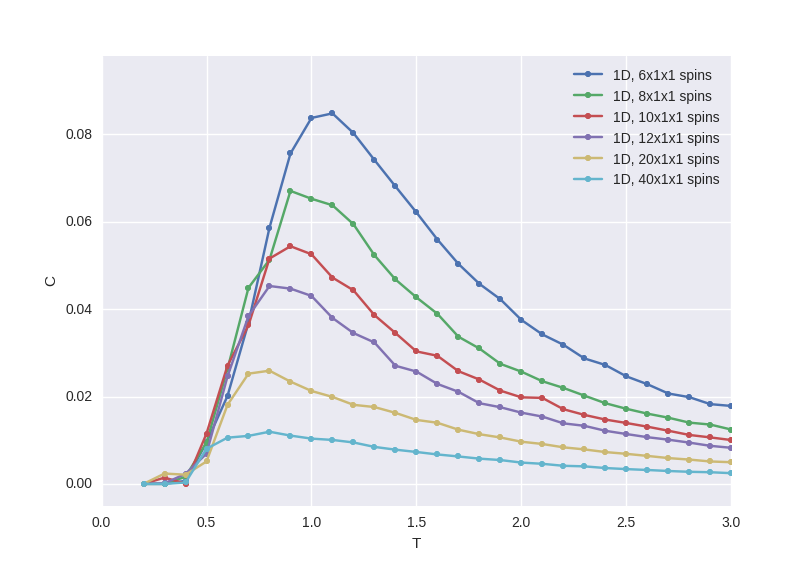 1D, 6x1x1 spins
1D, 8x1x1 spins
1D, 10x1x1 spins
1D, 12x1x1 spins
1D, 20x1x1 spins
1D, 40x1x1 spins
0.08
0.06
C
0.04
0.02
0.00
0.0 0.5 1.0 1.5 2.0 2.5 3.0
T